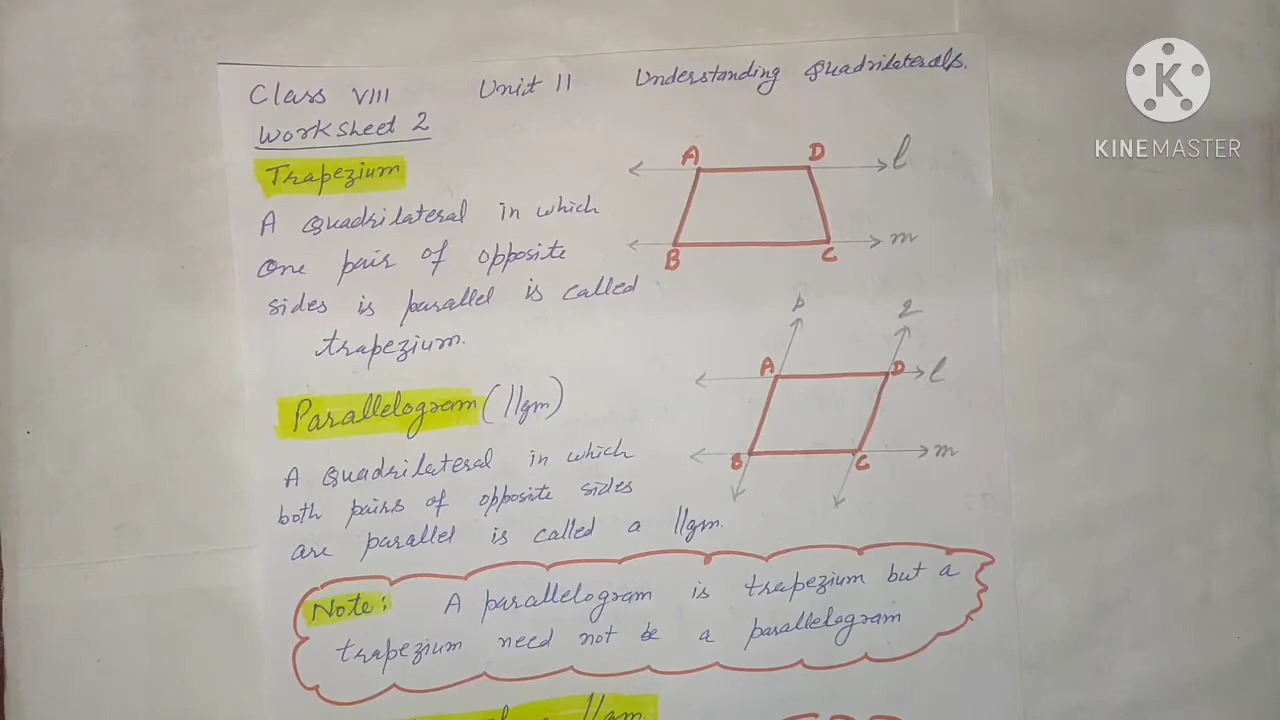 Class VIII Unit 11 Understanding Quadrilaterals.
Worksheet 2
Trapezium
A Quadrilateral in which
one pair of opposite
sides is parallel is called
trapezium.
A D l
B C m
K
KINEMASTER
p q
A D l
B C m
Parallelogram (||gm)
A Quadrilateral in which
both pairs of opposite sides
are parallel is called a ||gm.
Note: A parallelogram is trapezium but a
trapezium need not be a parallelogram
||gm